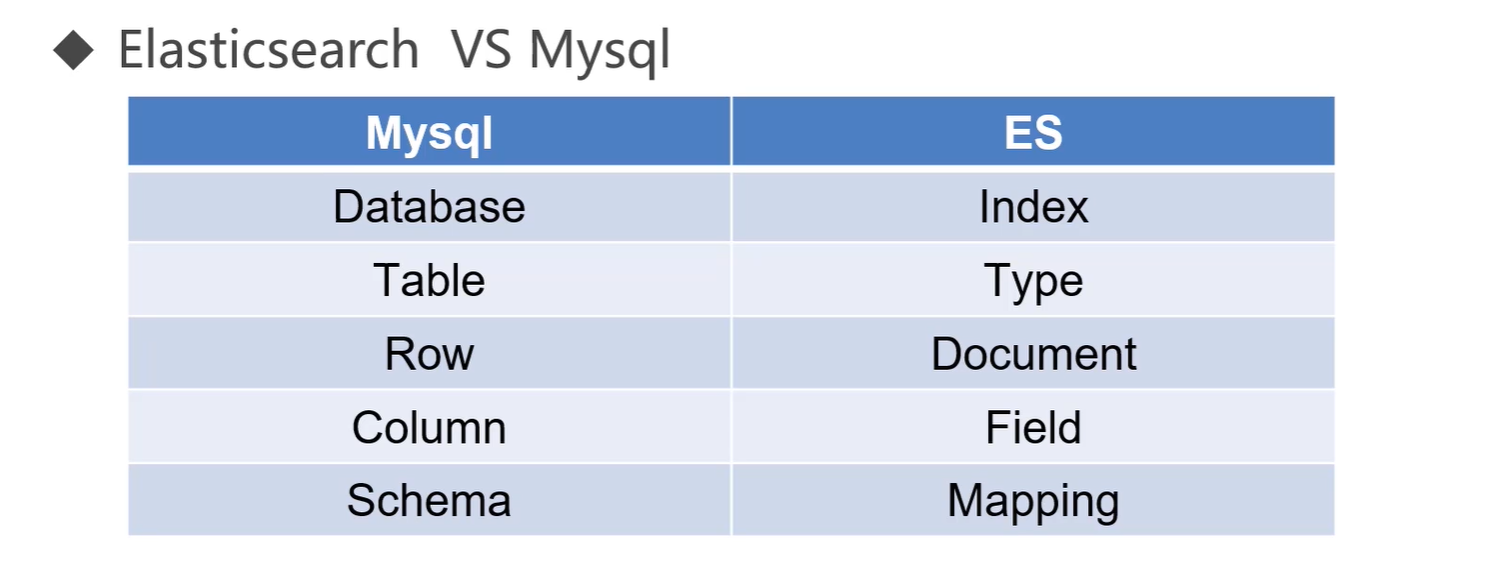 Elasticsearch VS Mysql
Mysql ES
Database Index
Table Type
Row Document
Column Field
Schema Mapping